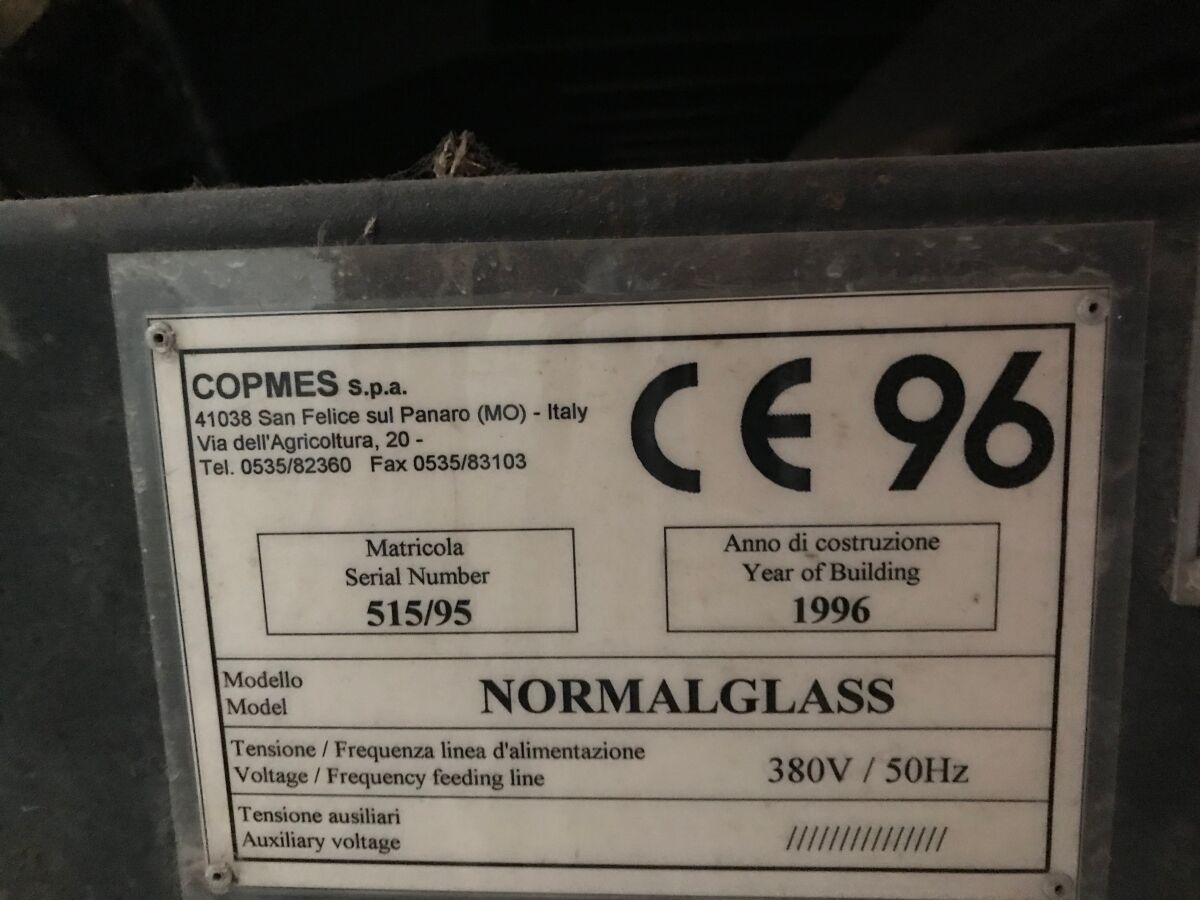 COPMES s.p.a.
41038 San Felice sul Panaro (MO) - Italy
Via dell'Agricoltura, 20 -
Tel. 0535/82360 Fax 0535/83103
CE 96
Matricola
Serial Number
515/95
Anno di costruzione
Year of Building
1996
Modello
Model
NORMALGLASS
Tensione / Frequenza linea d'alimentazione
Voltage / Frequency feeding line
380V / 50Hz
Tensione ausiliari
Auxiliary voltage
///////////////